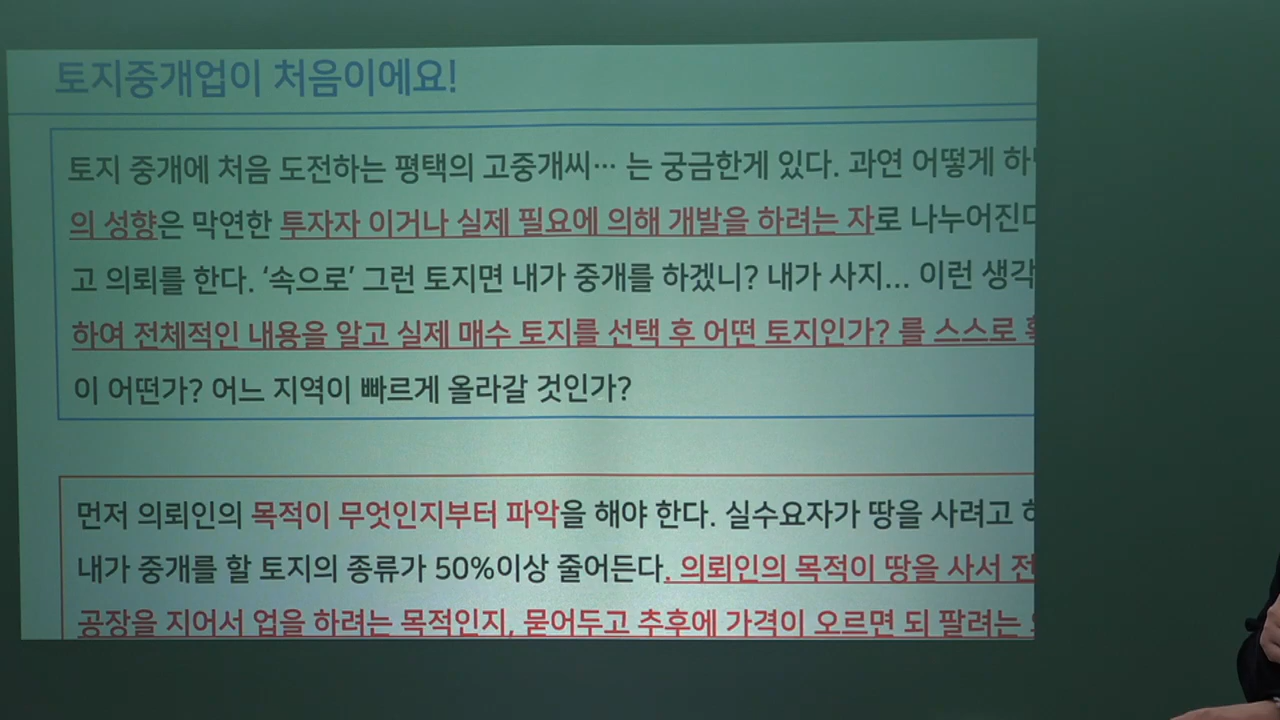 토지중개업이 처음이에요!
토지 중개에 처음 도전하는 평택의 고중개씨… 는 궁금한게 있다. 과연 어떻게
의 성향은 막연한 투자자 이거나 실제 필요에 의해 개발을 하려는 자로
고 의뢰를 한다. ‘속으로’ 그런 토지면 내가 중개를 하겠니? 내가 사지... 이런 생각
하여 전체적인 내용을 알고 실제 매수 토지를 선택 후 어떤 토지인가? 를 스스로
이 어떤가? 어느 지역이 빠르게 올라갈 것인가?
먼저 의뢰인의 목적이 무엇인지부터 파악을 해야 한다. 실수요자가 땅을 사려고
내가 중개를 할 토지의 종류가 50%이상 줄어든다. 의뢰인의 목적이 땅을 사서
공장을 지어서 업을 하려는 목적인지, 묻어두고 추후에 가격이 오르면 되 팔려는